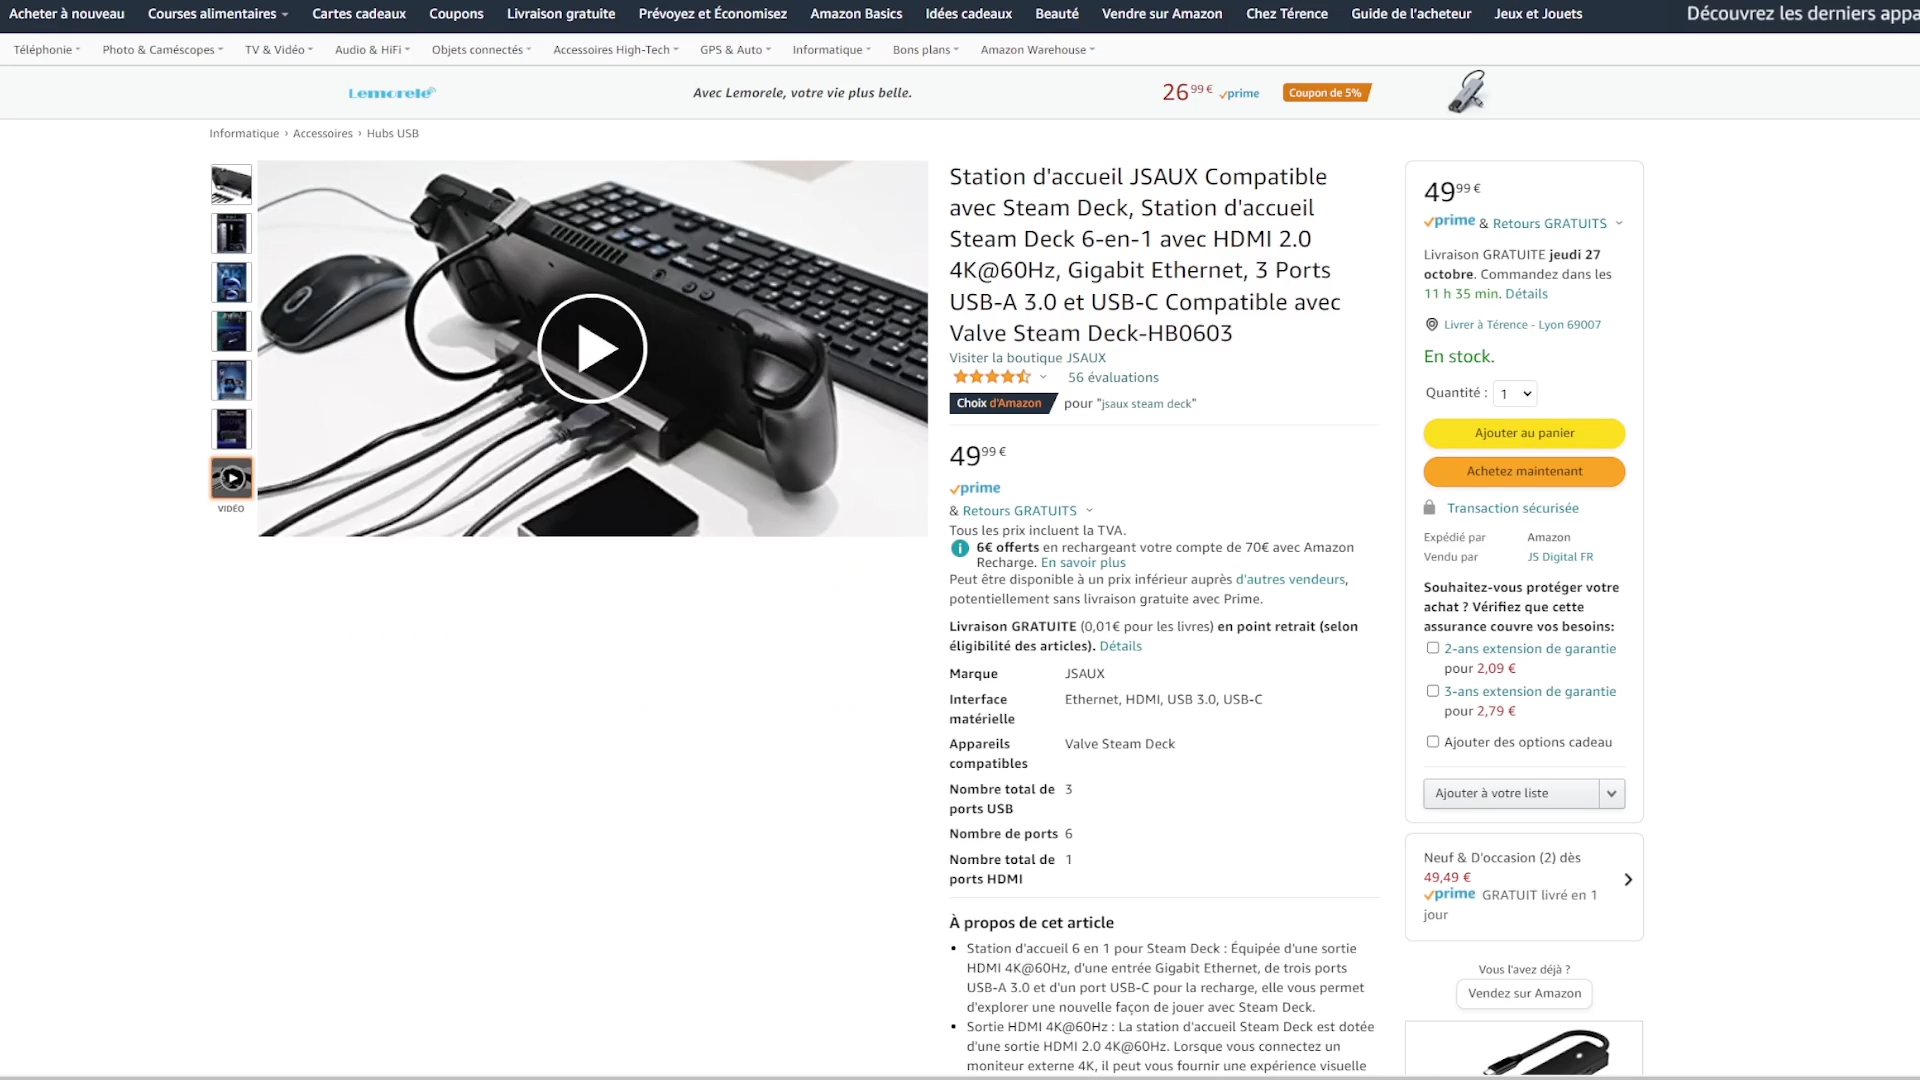 Acheter à nouveau Courses alimentaires Cartes cadeaux Coupons Livraison gratuite Prévoyez et Économisez Amazon Basics Idées cadeaux Beauté Vendre sur Amazon Chez Térence Guide de l'acheteur Jeux et Jouets Découvrez les derniers appa
Téléphonie Photo & Caméscopes TV & Vidéo Audio & HiFi Objets connectés Accessoires High-Tech GPS & Auto Informatique Bons plans Amazon Warehouse
Lemorele Avec Lemorele, votre vie plus belle. 26 99 € prime Coupon de 5%
Informatique › Accessoires › Hubs USB
VIDÉO
Station d'accueil JSAUX Compatible
avec Steam Deck, Station d'accueil
Steam Deck 6-en-1 avec HDMI 2.0
4K@60Hz, Gigabit Ethernet, 3 Ports
USB-A 3.0 et USB-C Compatible avec
Valve Steam Deck-HB0603
Visiter la boutique JSAUX
56 évaluations
Choix d'Amazon pour "jsaux steam deck"
49 99 €
prime
& Retours GRATUITS
Tous les prix incluent la TVA.
6€ offerts en rechargeant votre compte de 70€ avec Amazon
Recharge. En savoir plus
Peut être disponible à un prix inférieur auprès d'autres vendeurs,
potentiellement sans livraison gratuite avec Prime.
Livraison GRATUITE (0,01€ pour les livres) en point retrait (selon
éligibilité des articles). Détails
Marque JSAUX
Interface Ethernet, HDMI, USB 3.0, USB-C
matérielle
Appareils Valve Steam Deck
compatibles
Nombre total de 3
ports USB
Nombre de ports 6
Nombre total de 1
ports HDMI
À propos de cet article
• Station d'accueil 6 en 1 pour Steam Deck : Équipée d'une sortie
HDMI 4K@60Hz, d'une entrée Gigabit Ethernet, de trois ports
USB-A 3.0 et d'un port USB-C pour la recharge, elle vous permet
d'explorer une nouvelle façon de jouer avec Steam Deck.
• Sortie HDMI 4K@60Hz : La station d'accueil Steam Deck est dotée
d'une sortie HDMI 2.0 4K@60Hz. Lorsque vous connectez un
moniteur externe 4K, il peut vous fournir une expérience visuelle
49 99 €
prime & Retours GRATUITS
Livraison GRATUITE jeudi 27
octobre. Commandez dans les
11 h 35 min. Détails
Livrer à Térence - Lyon 69007
En stock.
Quantité : 1
Ajouter au panier
Achetez maintenant
Transaction sécurisée
Expédié par Amazon
Vendu par JS Digital FR
Souhaitez-vous protéger votre
achat ? Vérifiez que cette
assurance couvre vos besoins:
2-ans extension de garantie
pour 2,09 €
3-ans extension de garantie
pour 2,79 €
Ajouter des options cadeau
Ajouter à votre liste
Neuf & D'occasion (2) dès
49,49 €
prime GRATUIT livré en 1
jour
Vous l'avez déjà ?
Vendez sur Amazon